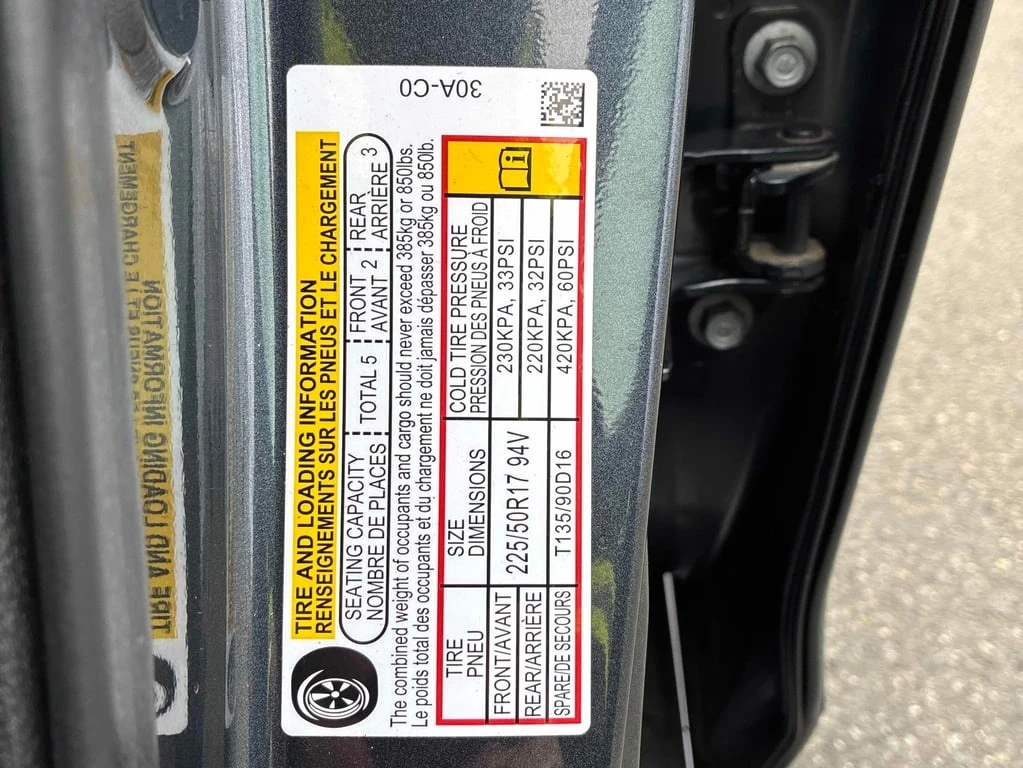 TIRE AND LOADING INFORMATION
RENSEIGNEMENTS SUR LES PNEUS ET LE CHARGEMENT
SEATING CAPACITY
NOMBRE DE PLACES
TOTAL 5
FRONT
AVANT 2
REAR
ARRIÈRE 3
The combined weight of occupants and cargo should never exceed 385kg or 850lbs.
Le poids total des occupants et du chargement ne doit jamais dépasser 385kg ou 850lb.
TIRE
PNEU
SIZE
DIMENSIONS
COLD TIRE PRESSURE
PRESSION DES PNEUS À FROID
FRONT/AVANT
225/50R17 94V
230KPA, 33PSI
REAR/ARRIÈRE
220KPA, 32PSI
SPARE/DE SECOURS
T135/90D16
420KPA, 60PSI
i
30A-C0
TIRE AND LOADING INFORMATION